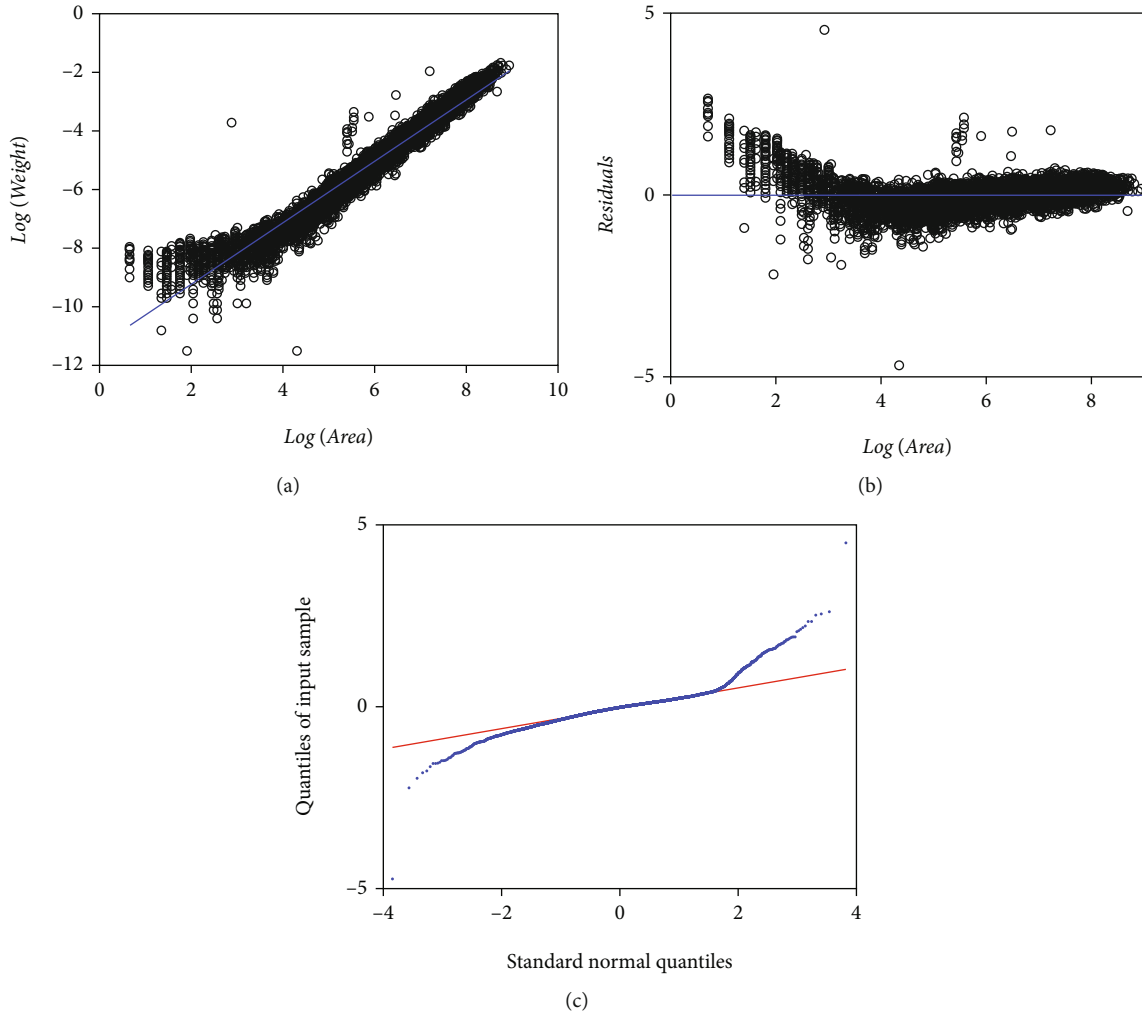 0
−2
−4
−6
−8
−10
−12
Log (Weight)
0 2 4 6 8 10
Log (Area)
(a)
5
0
−5
Residuals
0 2 4 6 8
Log (Area)
(b)
5
0
−5
Quantiles of input sample
−4 −2 0 2 4
Standard normal quantiles
(c)